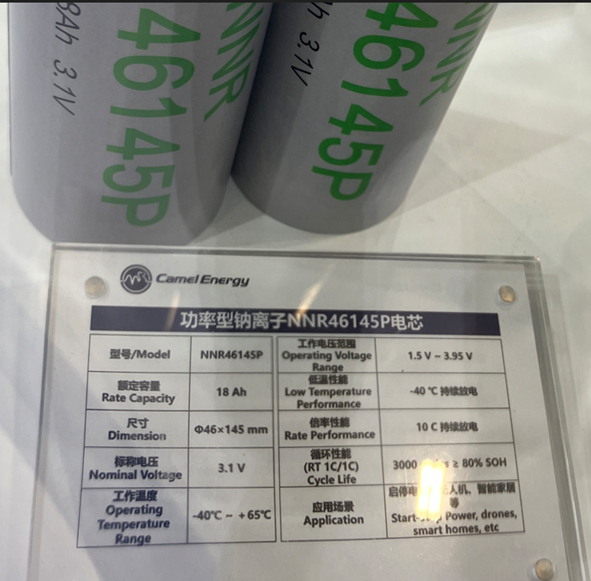 8Ah 3.1V
46145P
NNR
h 3.1V
46145P
NNR
Camel Energy
功率型钠离子NNR46145P电芯
型号/Model
NNR46145P
工作电压范围
Operating Voltage
Range
1.5 V ~ 3.95 V
额定容量
Rate Capacity
18 Ah
低温性能
Low Temperature
Performance
-40 ℃ 持续放电
尺寸
Dimension
Φ46×145 mm
倍率性能
Rate Performance
10 C 持续放电
标称电压
Nominal Voltage
3.1 V
循环性能
(RT 1C/1C)
Cycle Life
3000 ≥ 80% SOH
工作温度
Operating
Temperature
Range
-40℃ ~ +65℃
应用场景
Application
启停电 人机、智能家居
等
Power, drones,
smart homes, etc